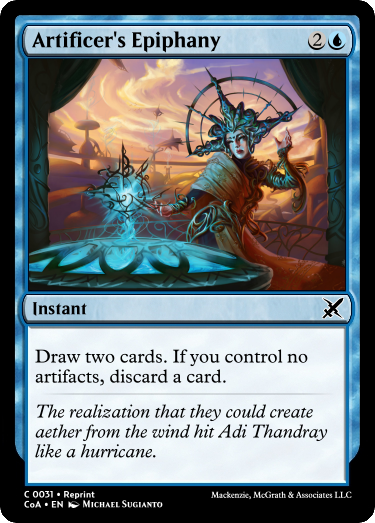 Artificer's Epiphany 2
Instant
Draw two cards. If you control no
artifacts, discard a card.
The realization that they could create
aether from the wind hit Adi Thandray
like a hurricane.
C 0031 • Reprint
CoA • EN Michael Sugianto
Mackenzie, McGrath & Associates LLC